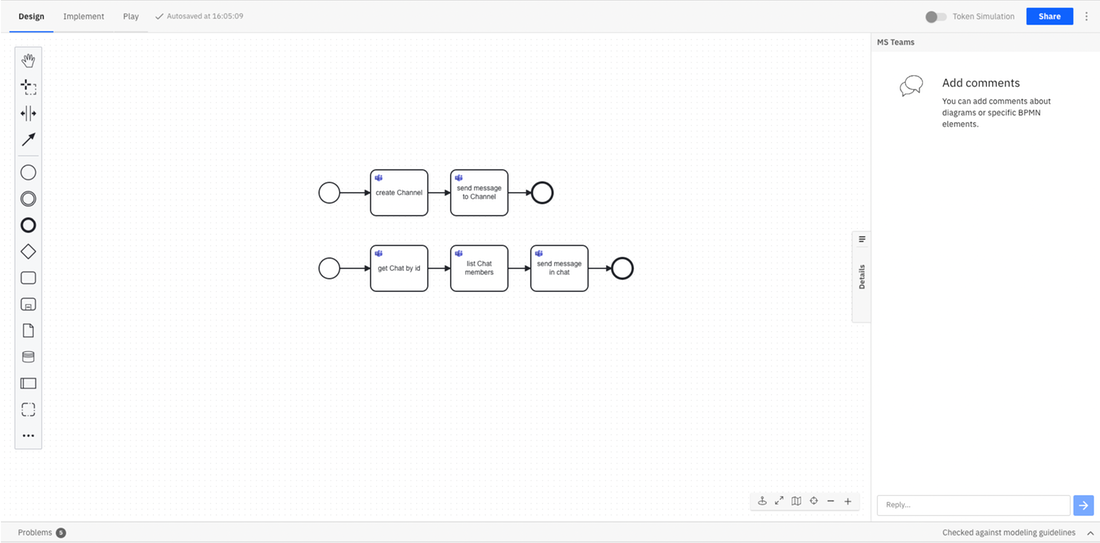 Design
Implement
Play
Autosaved at 16:05:09
Token Simulation
Share
MS Teams
Add comments
You can add comments about
diagrams or specific BPMN
elements.
create Channel
send message
to Channel
get Chat by id
list Chat
members
send message
in chat
Details
Reply...
Problems 5
Checked against modeling guidelines